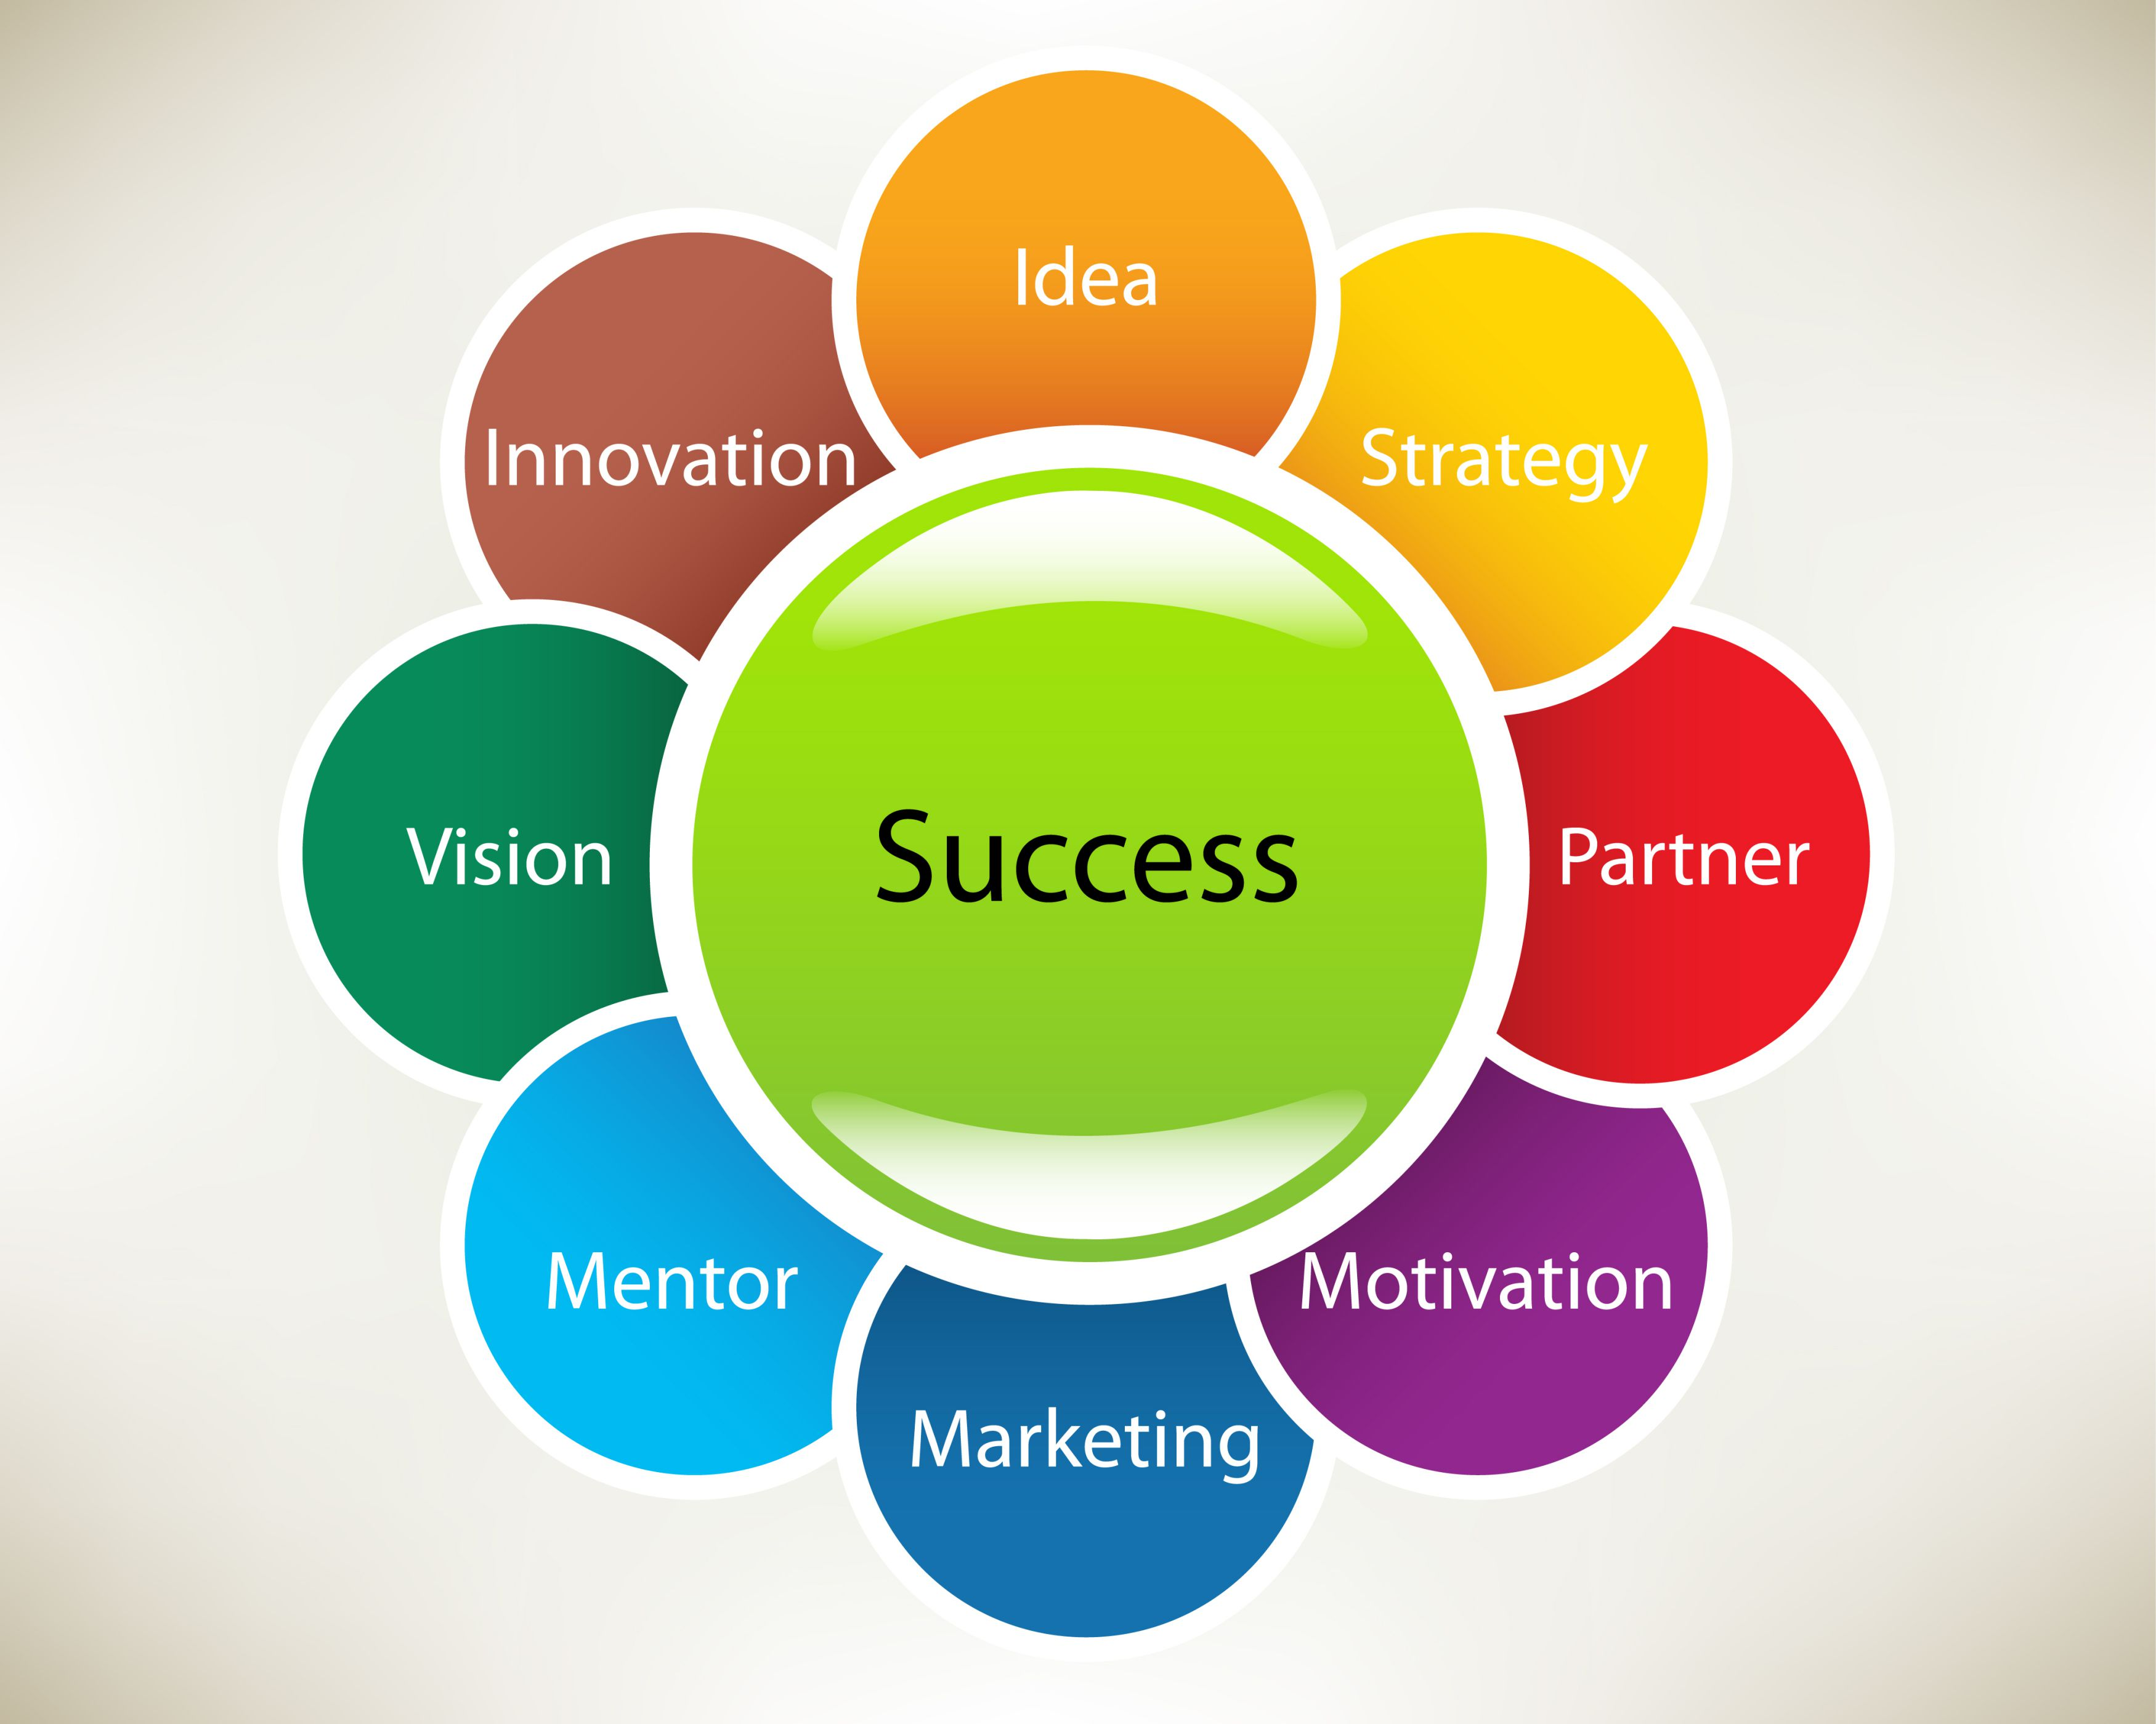 Idea
Innovation
Strategy
Vision
Success
Partner
Mentor
Motivation
Marketing